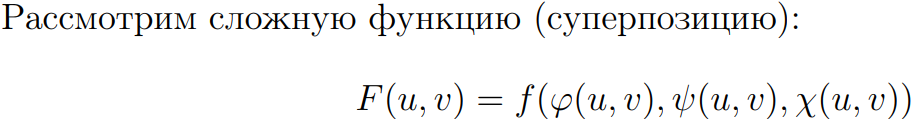 Рассмотрим сложную функцию (суперпозицию):
F(u, v) = f(φ(u, v), ψ(u, v), χ(u, v))